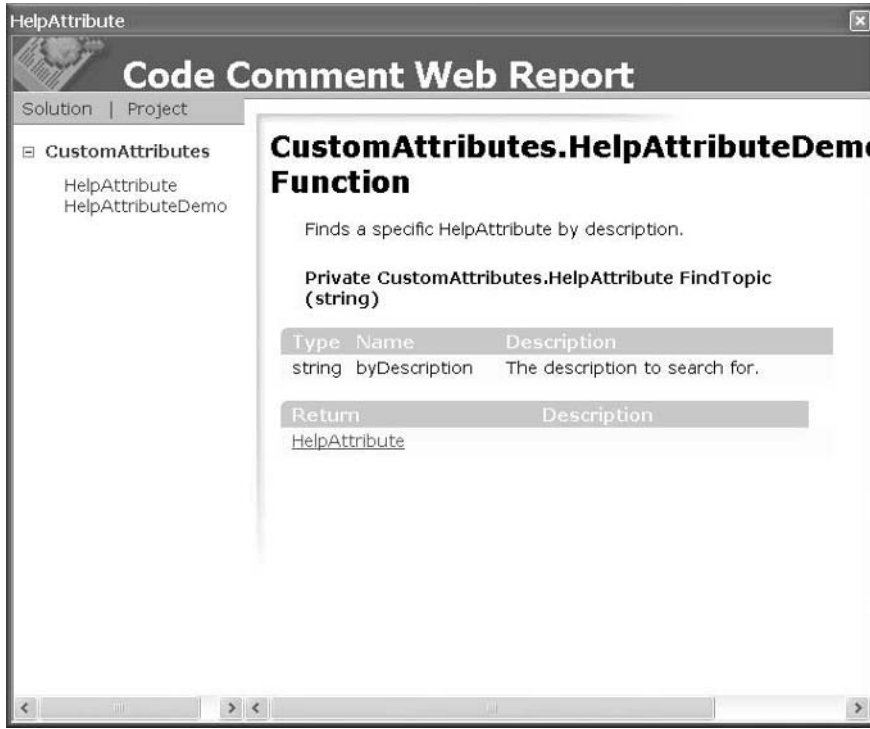 HelpAttribute
Code Comment Web Report
Solution | Project
CustomAttributes
HelpAttribute
HelpAttributeDemo
CustomAttributes.HelpAttributeDem
Function
Finds a specific HelpAttribute by description.
Private CustomAttributes.HelpAttribute FindTopic
(string)
Type Name Description
string byDescription The description to search for.
Return Description
HelpAttribute